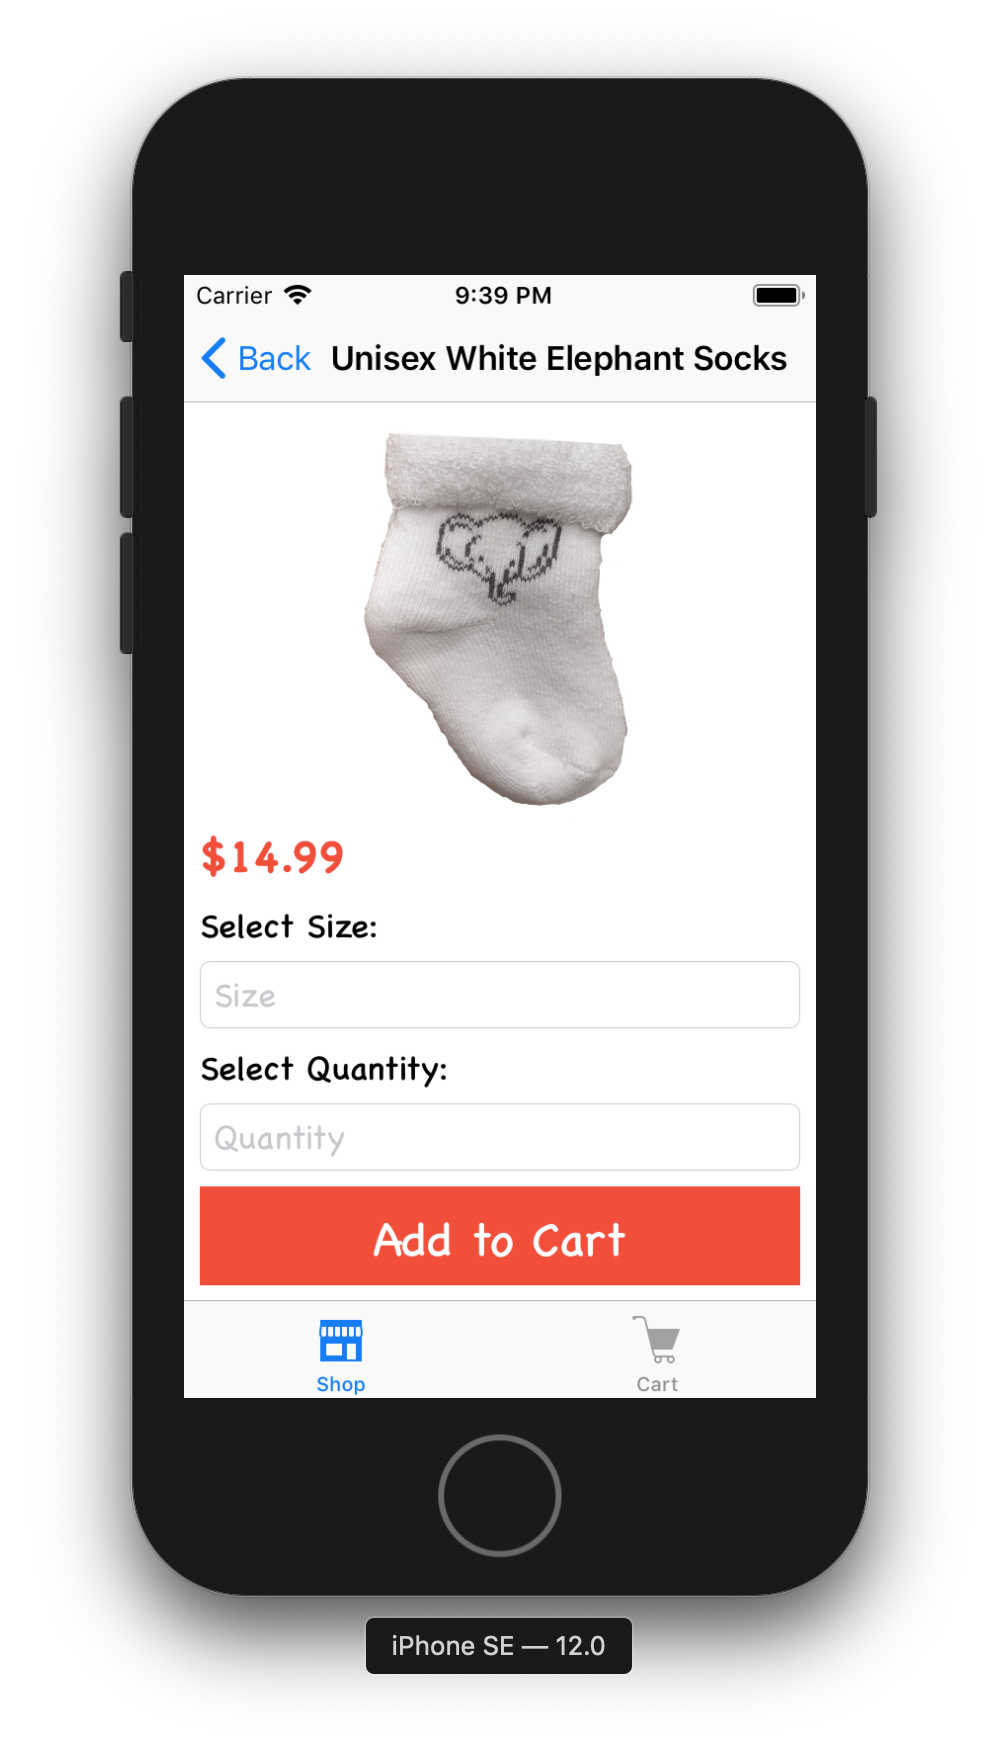 Carrier 9:39 PM
Back Unisex White Elephant Socks
$14.99
Select Size:
Size
Select Quantity:
Quantity
Add to Cart
Shop Cart
iPhone SE — 12.0